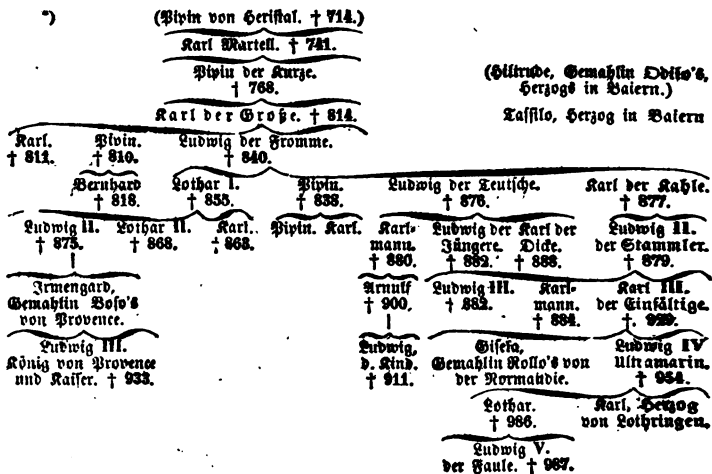 *)
(Pipin von Heristal. † 714.)
Karl Martell. † 741.
Pipin der Kurze.
† 768.
(Hiltrude, Gemahlin Odilo's,
Herzogs in Baiern.)
Karl der Große. † 814.
Tassilo, Herzog in Baiern
Karl. Pipin. Ludwig der Fromme.
† 811. † 810. † 840.
Bernhard Lothar I. Pipin. Ludwig der Teutsche. Karl der Kahle.
† 818. † 855. † 838. † 876. † 877.
Ludwig II. Lothar II. Karl. Pipin. Karl. Karl- Ludwig der Karl der Ludwig II.
† 875. † 868. † 863. mann. Jüngere. Dicke. der Stammler.
† 880. † 882. † 888. † 879.
Irmengard, Arnulf Ludwig III. Karl- Karl III.
Gemahlin Boso's † 900. † 882. mann. der Einfältige.
von Provence. † 884. † 929.
Ludwig III. Ludwig, Gisela, Ludwig IV
König von Provence d. Kind. Gemahlin Rollo's von Ultramarin.
und Kaiser. † 933. † 911. der Normandie. † 954.
Lothar. Karl, Herzog
† 986. von Lothringen.
Ludwig V.
der Faule. † 987.